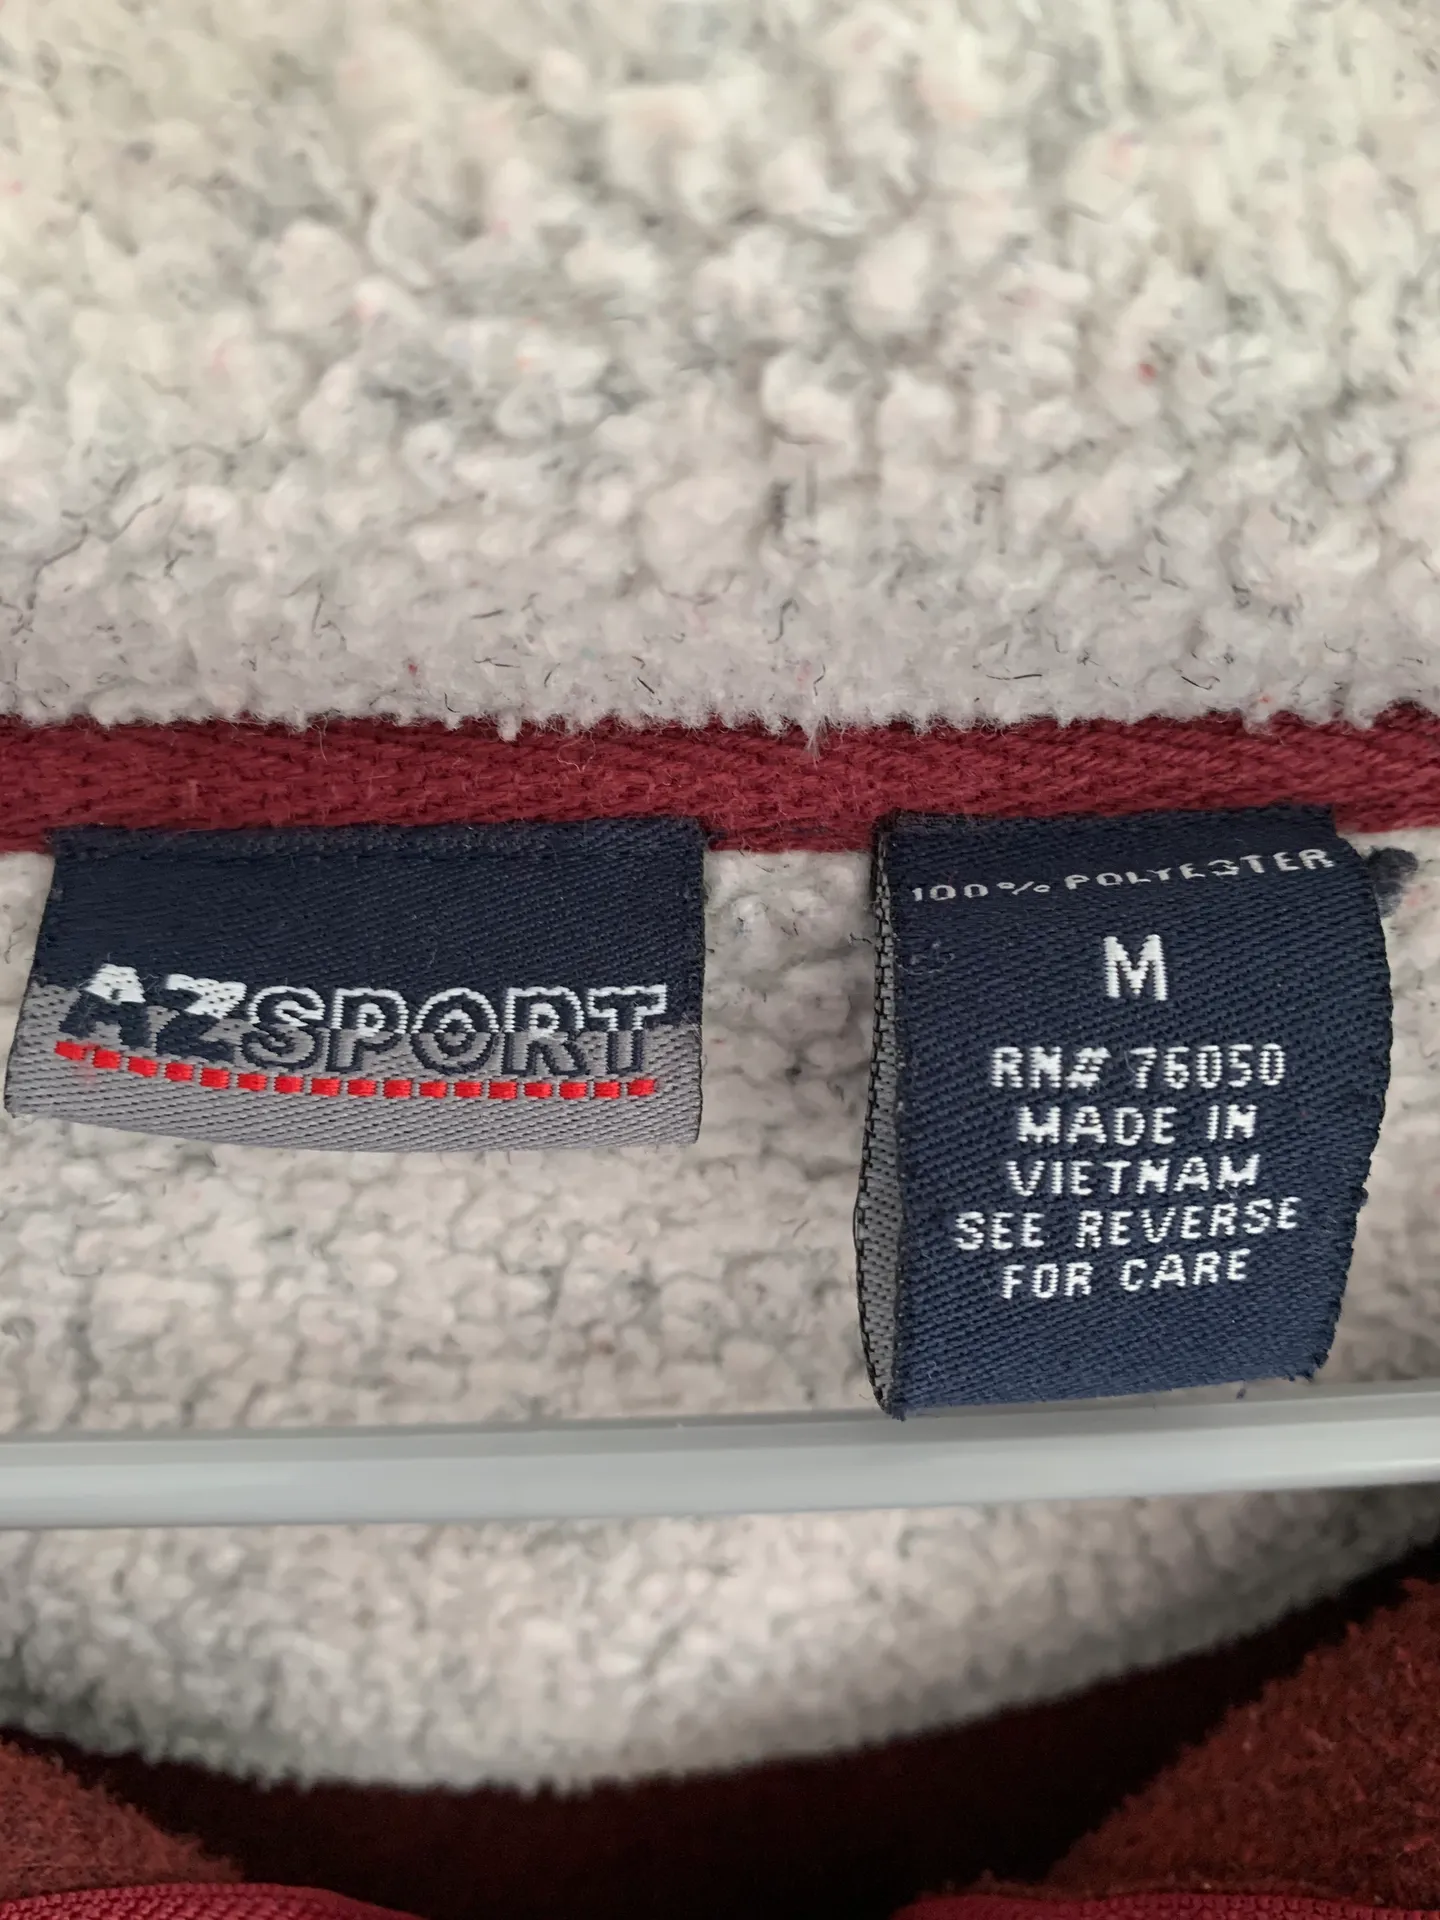 AZSPORT
100% POLYESTER
M
RN# 76050
MADE IN
VIETNAM
SEE REVERSE
FOR CARE